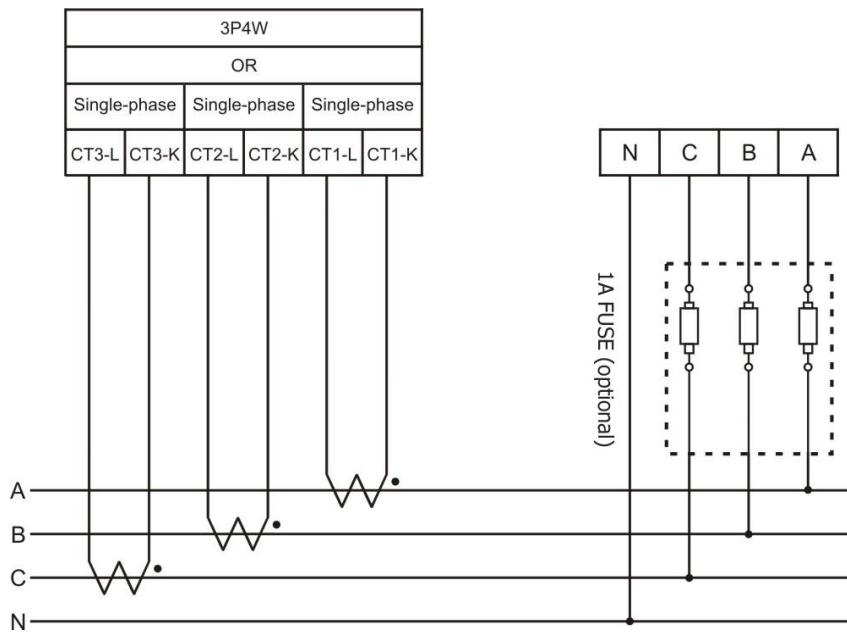 3P4W
OR
Single-phase Single-phase Single-phase
CT3-L CT3-K CT2-L CT2-K CT1-L CT1-K
N C B A
1A FUSE (optional)
A
B
C
N